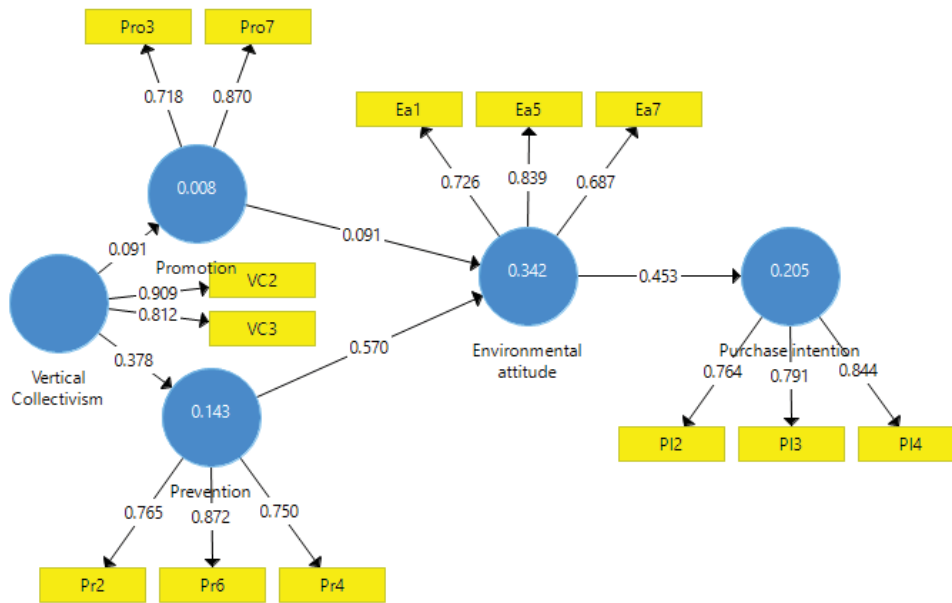 Pro3
Pro7
0.718
0.870
Ea1
Ea5
Ea7
0.726
0.839
0.687
0.008
0.091
0.091
Promotion
0.342
0.453
0.205
VC2
0.909
0.812
VC3
0.378
Vertical
Collectivism
0.570
Environmental
attitude
Purchase intention
0.764
0.791
0.844
0.143
PI2
PI3
PI4
Prevention
0.765
0.872
0.750
Pr2
Pr6
Pr4